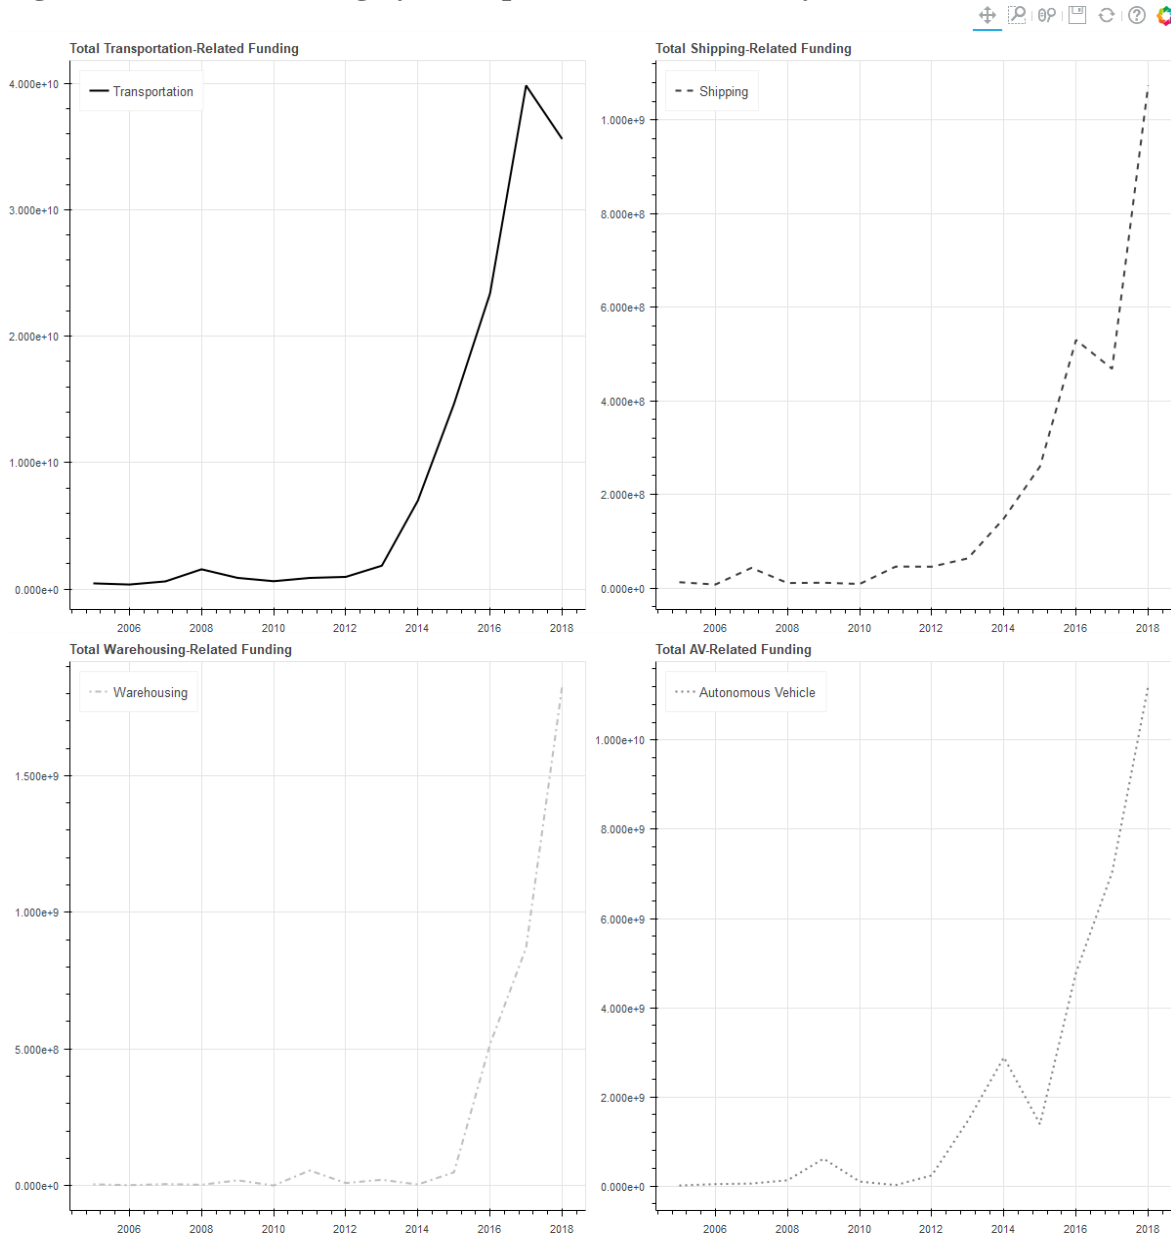 Total Transportation-Related Funding
Transportation
4.000e+10
3.000e+10
2.000e+10
1.000e+10
0.000e+0
2006 2008 2010 2012 2014 2016 2018
Total Shipping-Related Funding
Shipping
1.000e+9
8.000e+8
6.000e+8
4.000e+8
2.000e+8
0.000e+0
2006 2008 2010 2012 2014 2016 2018
Total Warehousing-Related Funding
Warehousing
1.500e+9
1.000e+9
5.000e+8
0.000e+0
2006 2008 2010 2012 2014 2016 2018
Total AV-Related Funding
Autonomous Vehicle
1.000e+10
8.000e+9
6.000e+9
4.000e+9
2.000e+9
0.000e+0
2006 2008 2010 2012 2014 2016 2018